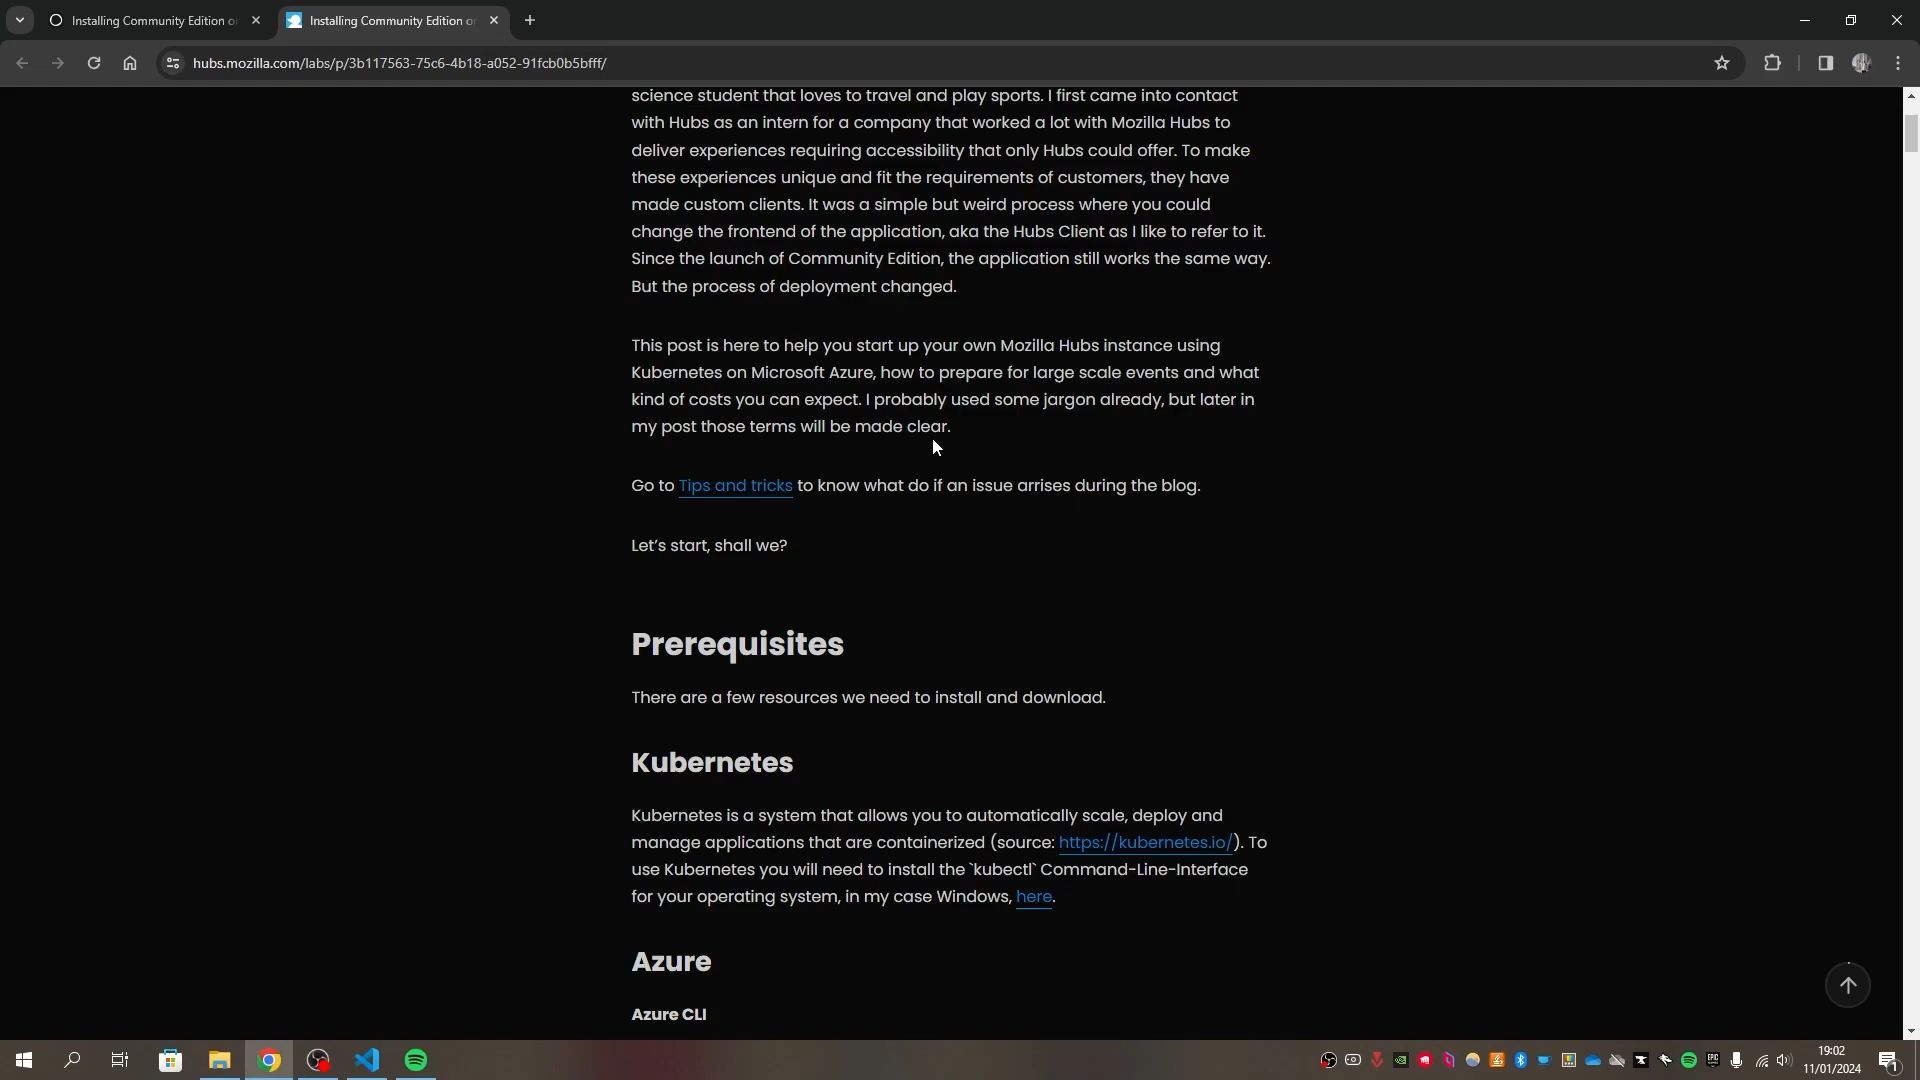 Installing Community Edition o
Installing Community Edition o
hubs.mozilla.com/labs/p/3b117563-75c6-4b18-a052-91fcb0b5bfff/
science student that loves to travel and play sports. I first came into contact
with Hubs as an intern for a company that worked a lot with Mozilla Hubs to
deliver experiences requiring accessibility that only Hubs could offer. To make
these experiences unique and fit the requirements of customers, they have
made custom clients. It was a simple but weird process where you could
change the frontend of the application, aka the Hubs Client as I like to refer to it.
Since the launch of Community Edition, the application still works the same way.
But the process of deployment changed.
This post is here to help you start up your own Mozilla Hubs instance using
Kubernetes on Microsoft Azure, how to prepare for large scale events and what
kind of costs you can expect. I probably used some jargon already, but later in
my post those terms will be made clear.
Go to Tips and tricks to know what do if an issue arrises during the blog.
Let's start, shall we?
Prerequisites
There are a few resources we need to install and download.
Kubernetes
Kubernetes is a system that allows you to automatically scale, deploy and
manage applications that are containerized (source: https://kubernetes.io/). To
use Kubernetes you will need to install the `kubectl` Command-Line-Interface
for your operating system, in my case Windows, here.
Azure
Azure CLI
19:02
11/01/2024
1